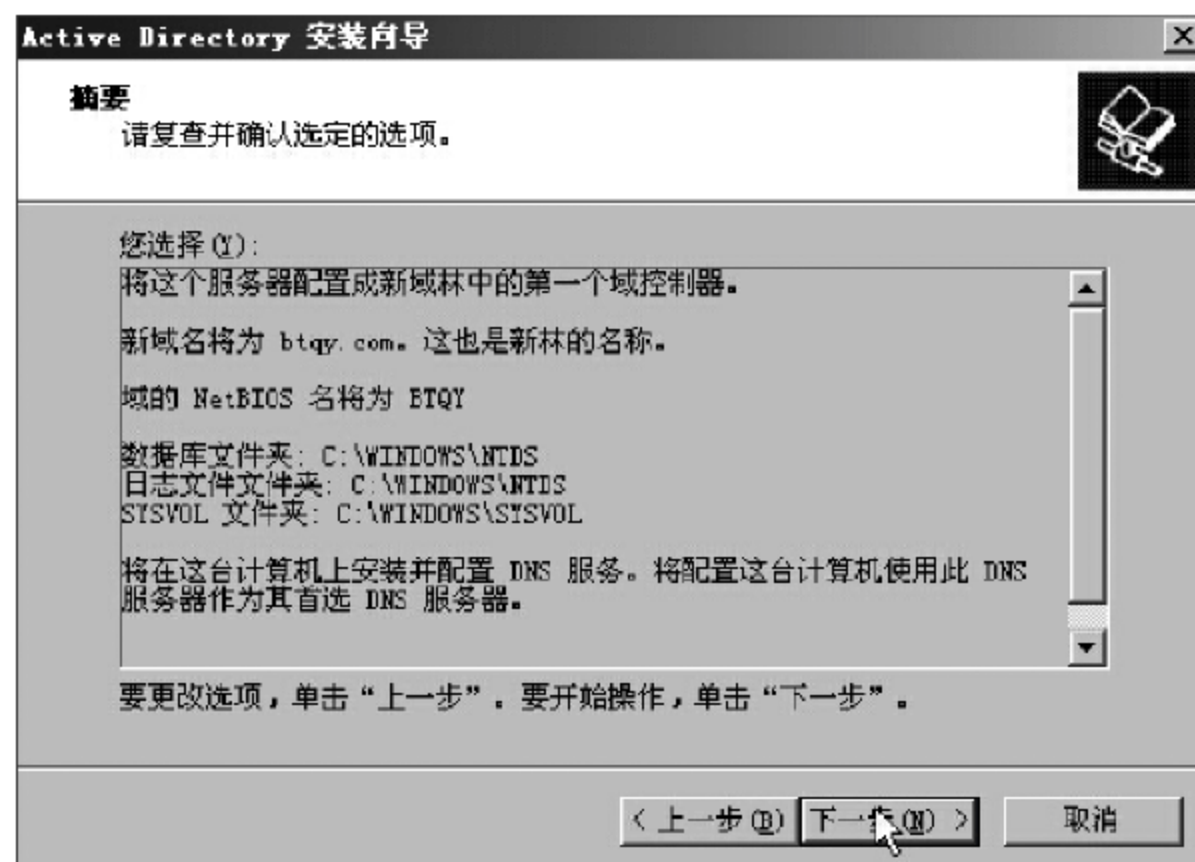 Active Directory 安装向导
摘要
请复查并确认选定的选项。
您选择(Y):
将这个服务器配置成新域林中的第一个域控制器。
新域名将为 btqy.com。这也是新林的名称。
域的 NetBIOS 名将为 BTQY
数据库文件夹: C:\WINDOWS\NTDS
日志文件文件夹: C:\WINDOWS\NTDS
SYSVOL 文件夹: C:\WINDOWS\SYSVOL
将在这台计算机上安装并配置 DNS 服务。将配置这台计算机使用此 DNS
服务器作为其首选 DNS 服务器。
要更改选项，单击“上一步”。要开始操作，单击“下一步”。
< 上一步(B) 下一步(N) > 取消